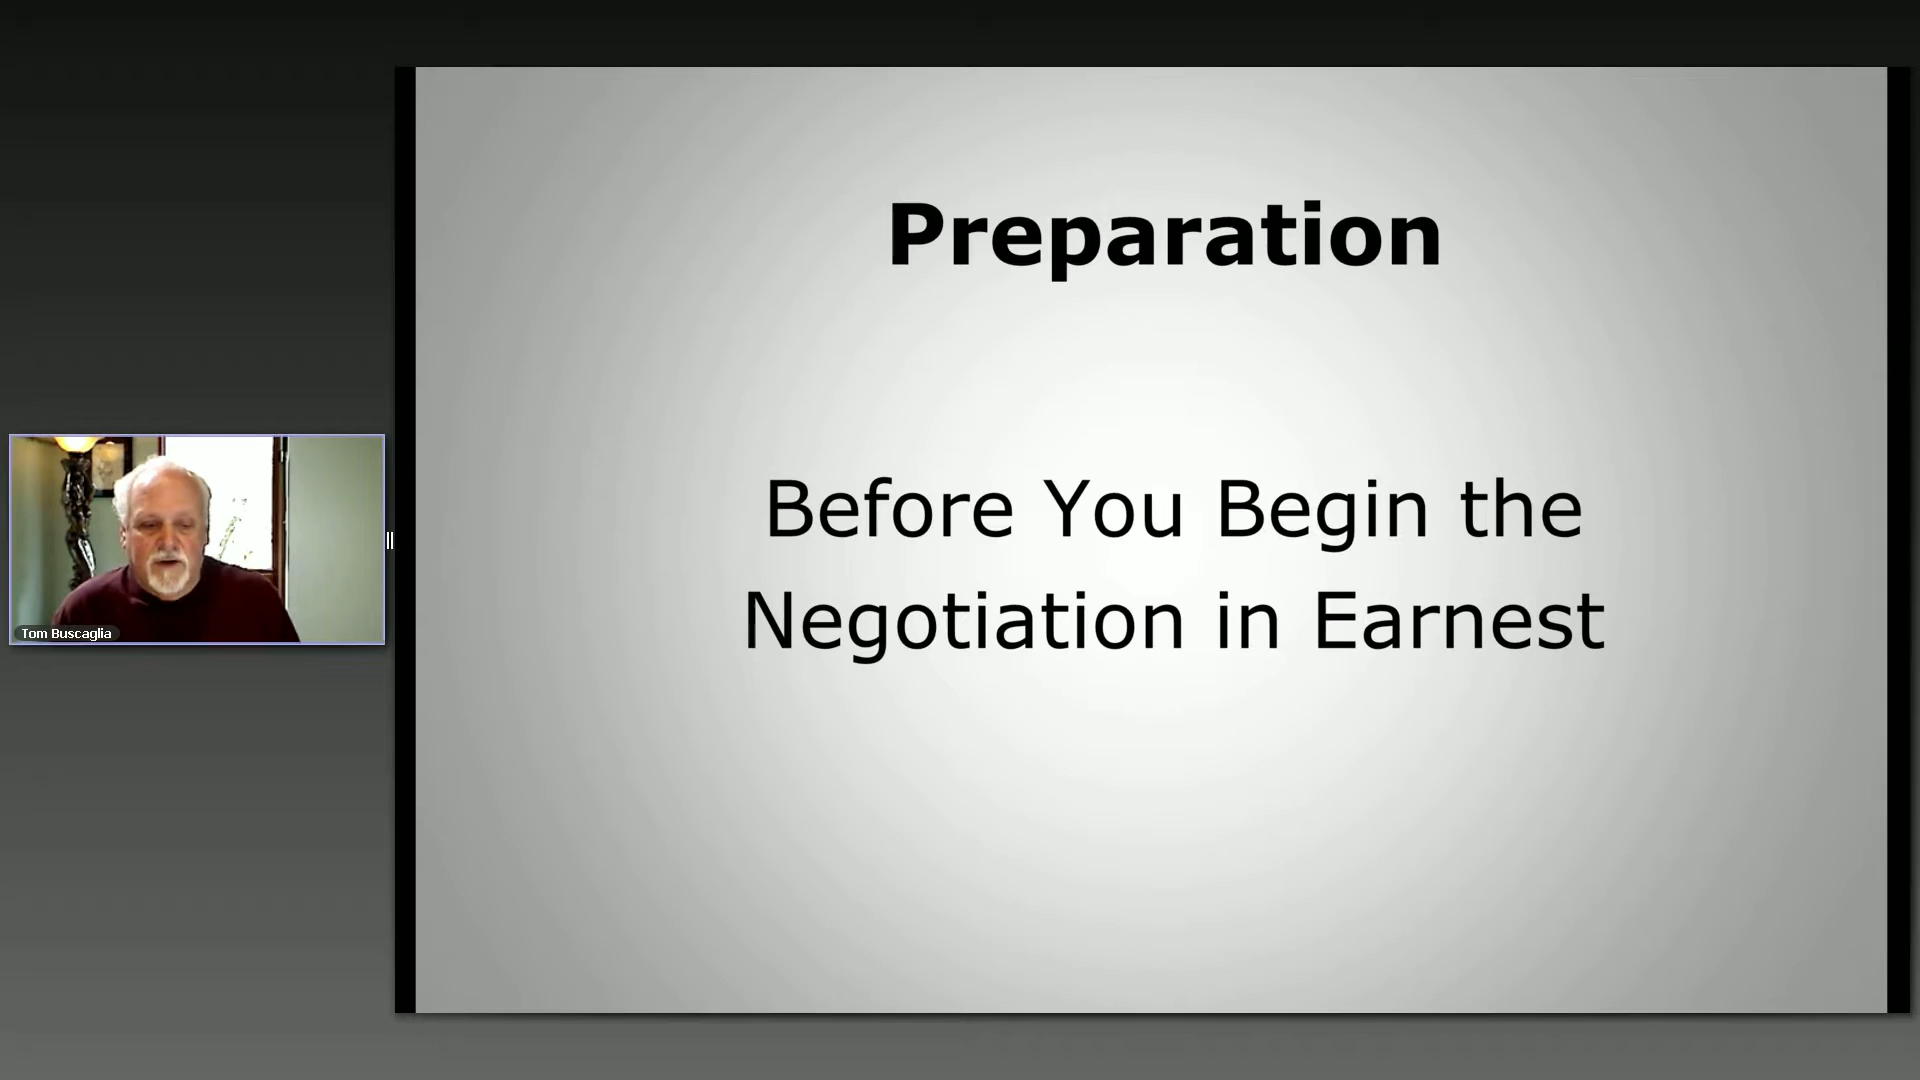 Preparation
Before You Begin the
Negotiation in Earnest
Tom Buscaglia